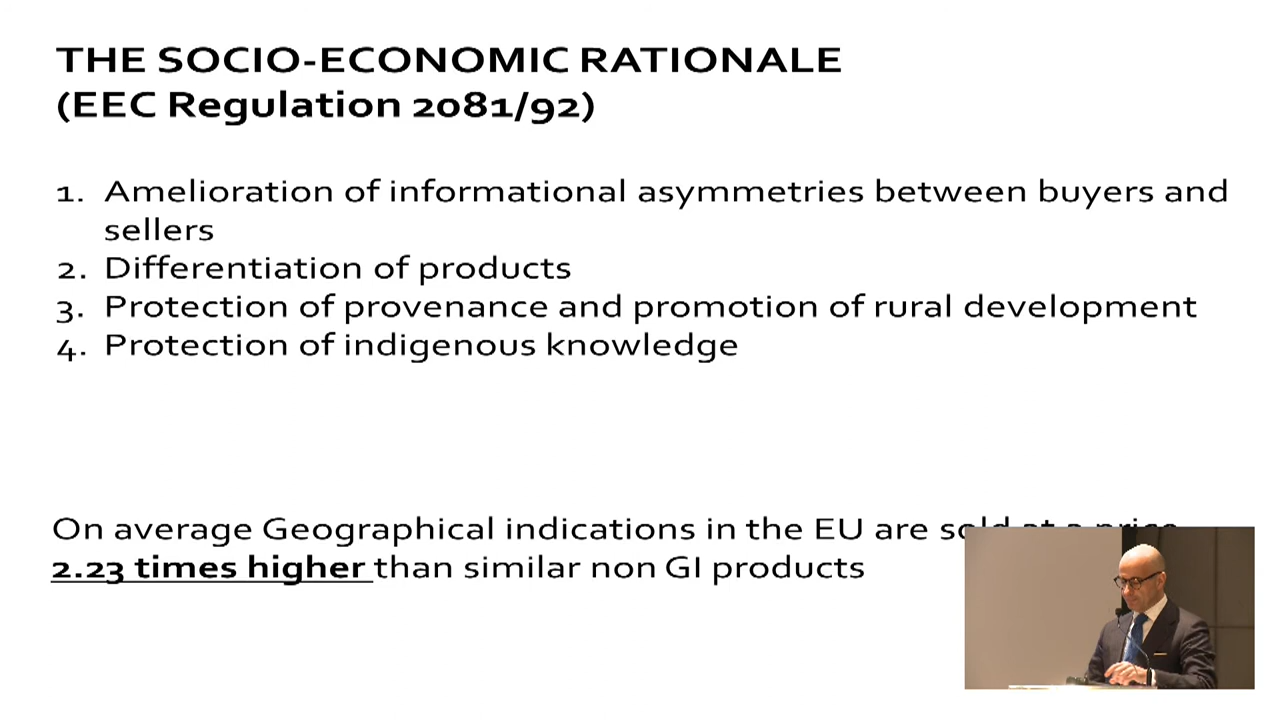 THE SOCIO-ECONOMIC RATIONALE
(EEC Regulation 2081/92)
1. Amelioration of informational asymmetries between buyers and
sellers
2. Differentiation of products
3. Protection of provenance and promotion of rural development
4. Protection of indigenous knowledge
On average Geographical indications in the EU are sold at a price
2.23 times higher than similar non GI products